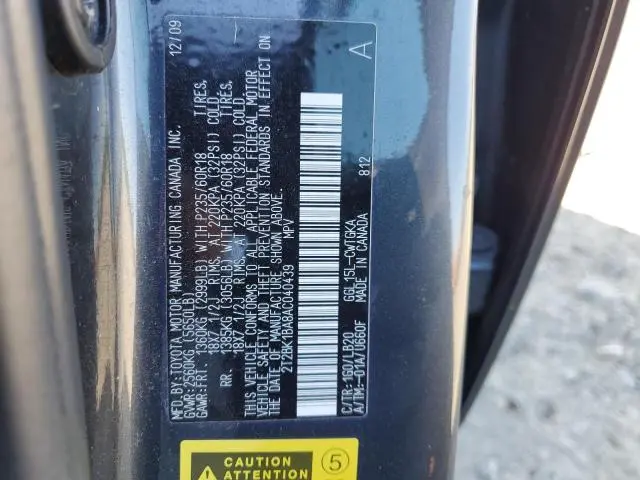 MFD.BY:TOYOTA MOTOR MANUFACTURING CANADA INC. 12/09
GVWR:2560KG (5650LB)
GAWR:FRT. 1360KG (2999LB) WITH P235/60R18 TIRES,
18X7 1/2J RIMS, AT 220KPA (32PSI) COLD,
RR. 1385KG (3056LB) WITH P235/60R18 TIRES,
18X7 1/2J RIMS, AT 220KPA (32PSI) COLD.
THIS VEHICLE CONFORMS TO ALL APPLICABLE FEDERAL MOTOR
VEHICLE SAFETY AND THEFT PREVENTION STANDARDS IN EFFECT ON
THE DATE OF MANUFACTURE SHOWN ABOVE.
2T2BK1BA8AC040439 MPV
A
C/TR:1G0/LB20 GGL15L-CWTGKA 812
A/TM:-01A/U660F MADE IN CANADA
CAUTION 5
ATTENTION